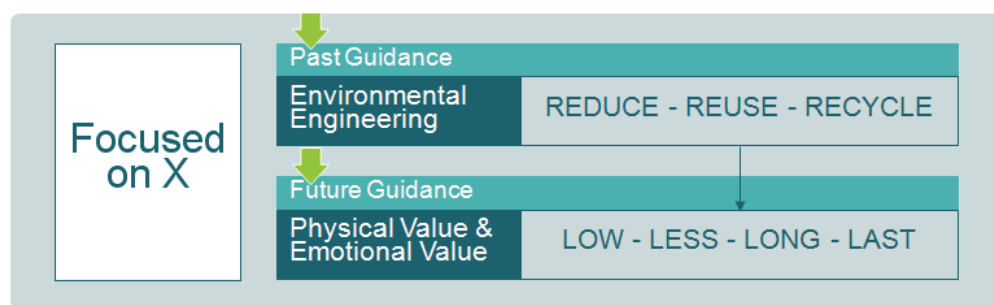 Focused
on X
Past Guidance
Environmental
Engineering
REDUCE - REUSE - RECYCLE
Future Guidance
Physical Value &
Emotional Value
LOW - LESS - LONG - LAST